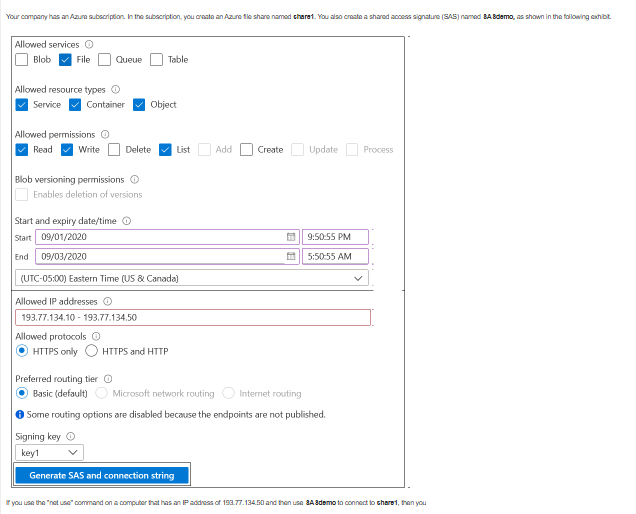 Your company has an Azure subscription. In the subscription, you create an Azure file share named share1. You also create a shared access signature (SAS) named SASdemo, as shown in the following exhibit.
Allowed services
Blob File Queue Table
Allowed resource types
Service Container Object
Allowed permissions
Read Write Delete List Add Create Update Process
Blob versioning permissions
Enables deletion of versions
Start and expiry date/time
Start 09/01/2020 9:50:55 PM
End 09/03/2020 5:50:55 AM
(UTC-05:00) Eastern Time (US & Canada)
Allowed IP addresses
193.77.134.10 - 193.77.134.50
Allowed protocols
HTTPS only HTTPS and HTTP
Preferred routing tier
Basic (default) Microsoft network routing Internet routing
Some routing options are disabled because the endpoints are not published.
Signing key
key1
Generate SAS and connection string
If you use the "net use" command on a computer that has an IP address of 193.77.134.50 and then use SASdemo to connect to share1, then you